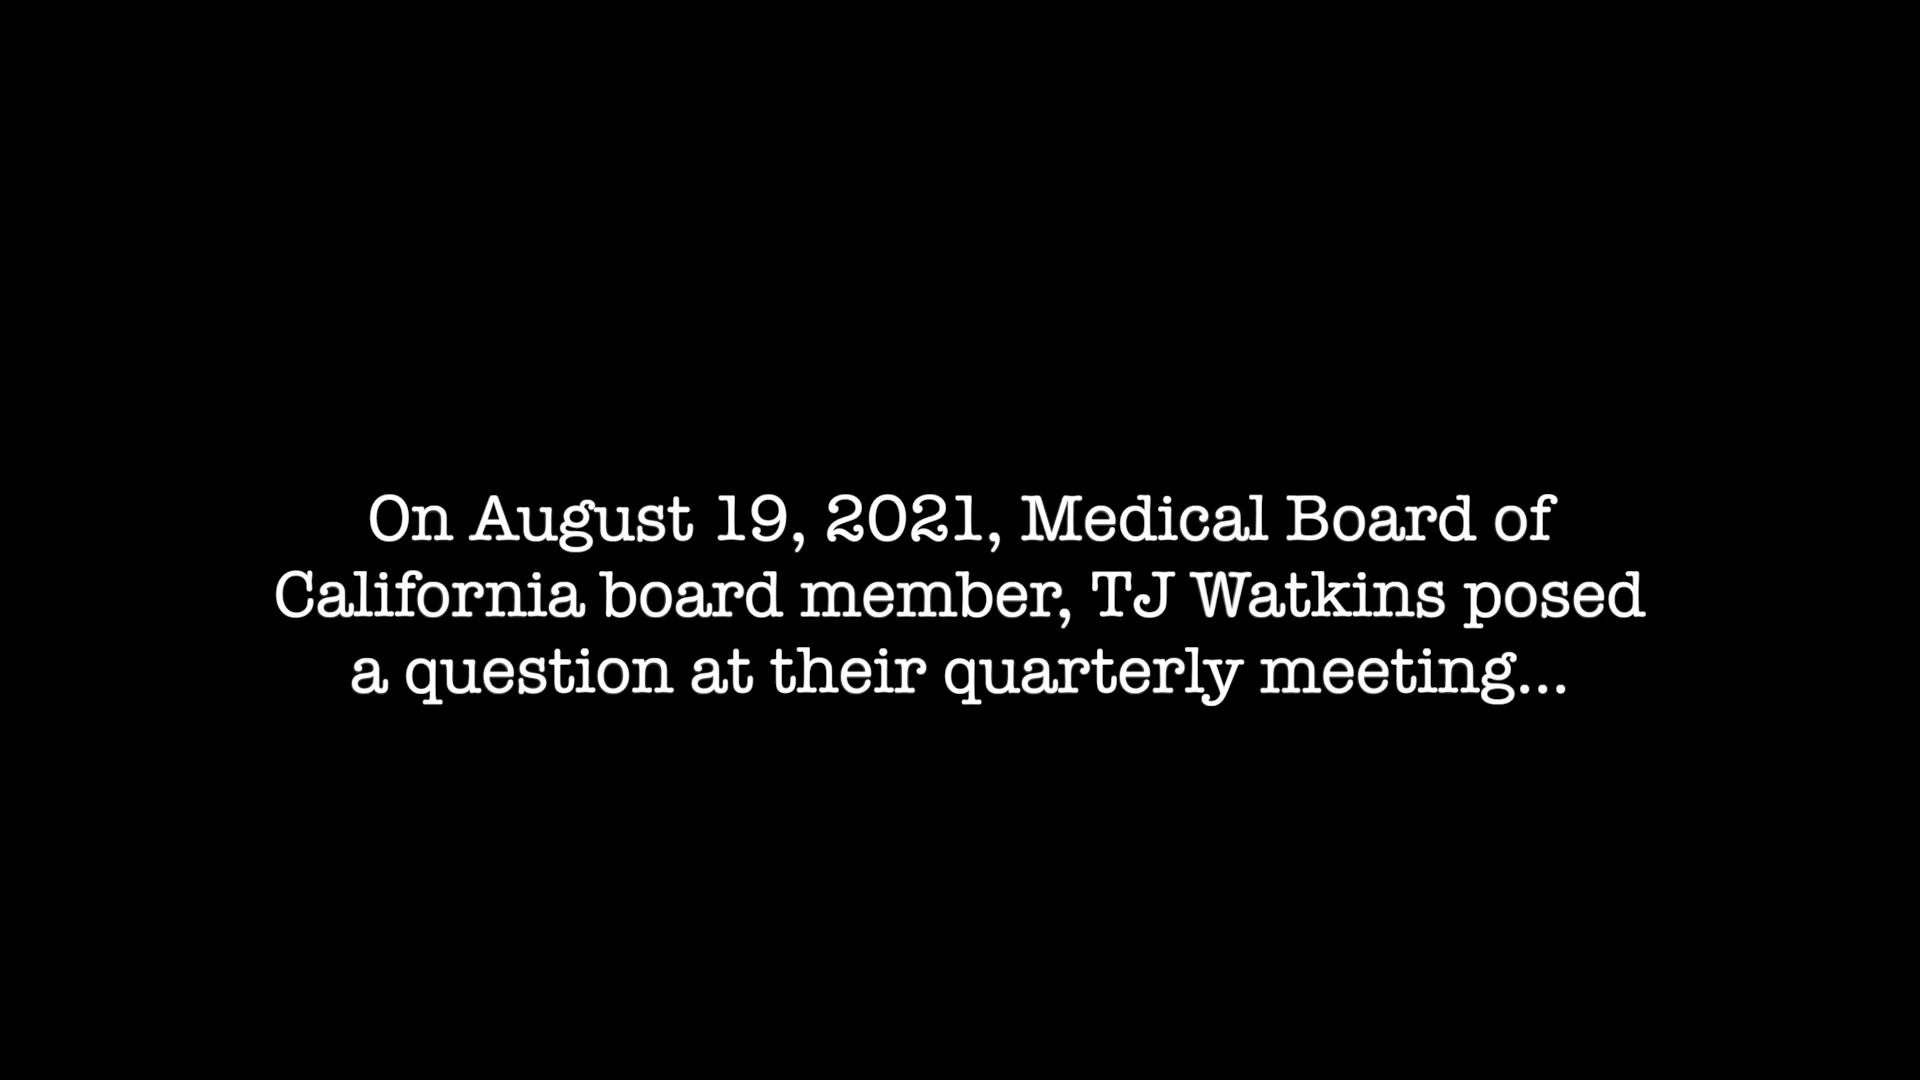 On August 19, 2021, Medical Board of
California board member, TJ Watkins posed
a question at their quarterly meeting...